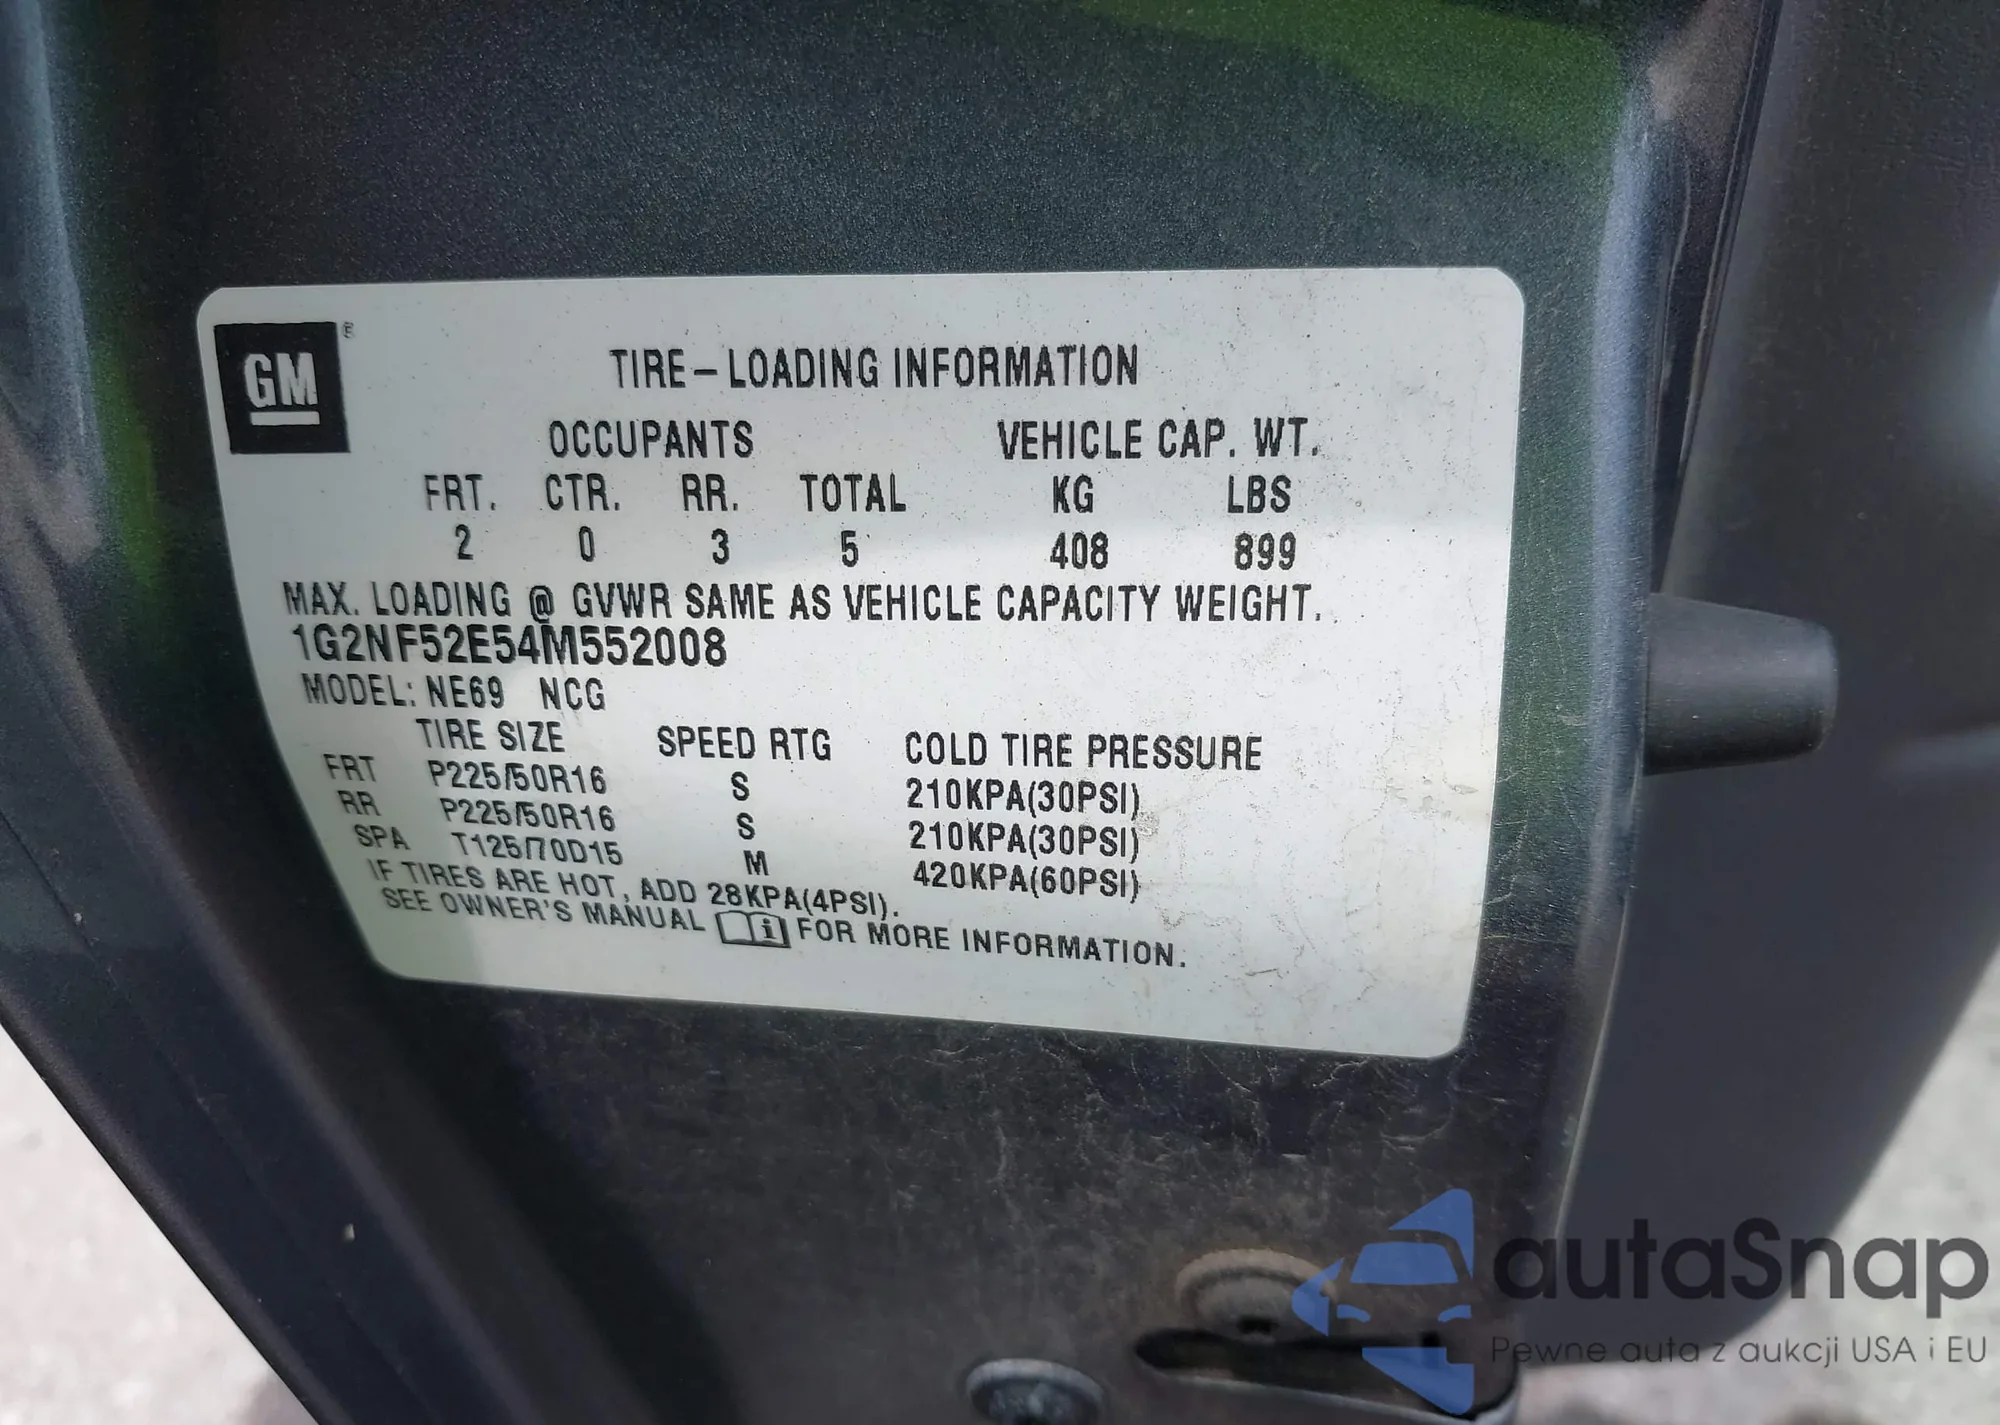 GM ®
TIRE – LOADING INFORMATION
OCCUPANTS VEHICLE CAP. WT.
FRT. CTR. RR. TOTAL KG LBS
2 0 3 5 408 899
MAX. LOADING @ GVWR SAME AS VEHICLE CAPACITY WEIGHT.
1G2NF52E54M552008
MODEL: NE69 NCG
TIRE SIZE SPEED RTG COLD TIRE PRESSURE
FRT P225/50R16 S 210KPA(30PSI)
RR P225/50R16 S 210KPA(30PSI)
SPA T125/70D15 M 420KPA(60PSI)
IF TIRES ARE HOT, ADD 28KPA(4PSI).
SEE OWNER'S MANUAL i FOR MORE INFORMATION.
autaSnap
Pewne auta z aukcji USA i EU